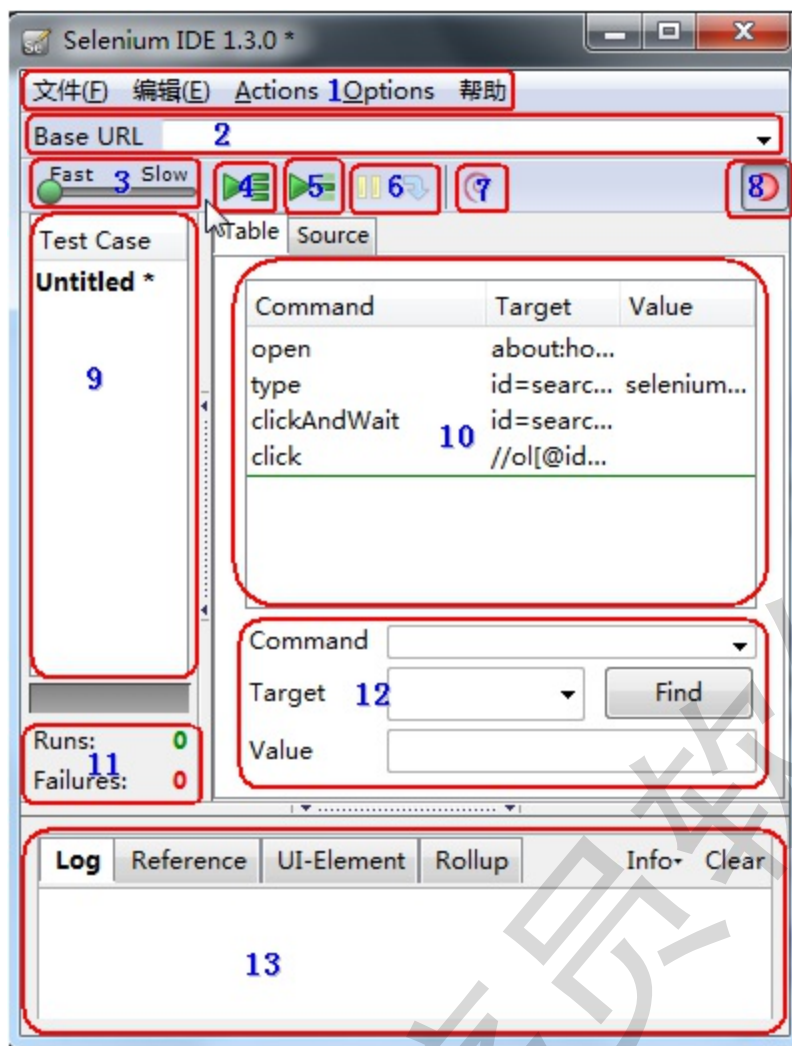 Selenium IDE 1.3.0 *
文件(F) 编辑(E) Actions 1 Options 帮助
Base URL 2
Fast 3 Slow 4 5 6 7 8
Test Case
Untitled *
9
Table Source
Command Target Value
open about:ho...
type id=searc... selenium...
clickAndWait id=searc...
click //ol[@id...
10
Command
Target 12 Find
Value
Runs: 0
11
Failures: 0
Log Reference UI-Element Rollup Info Clear
13